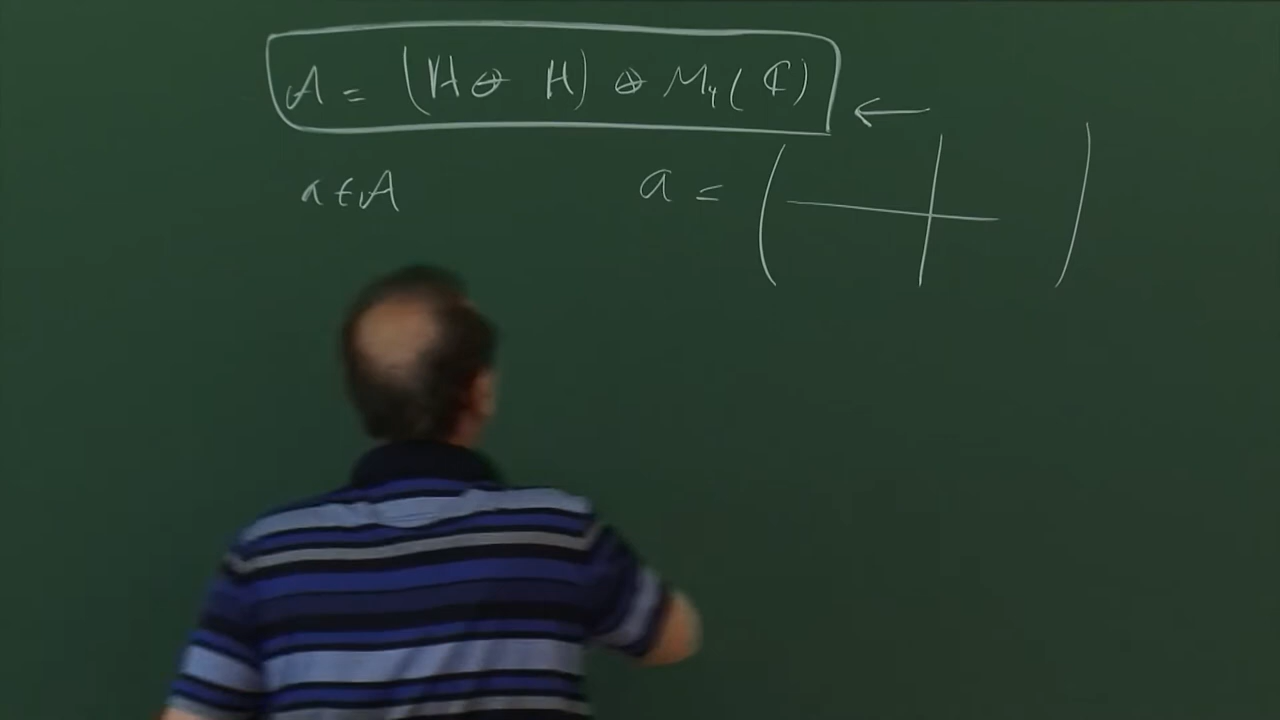 A = (H ⊕ H) ⊕ M₄(ℂ) ←
a ∈ A a = ( )